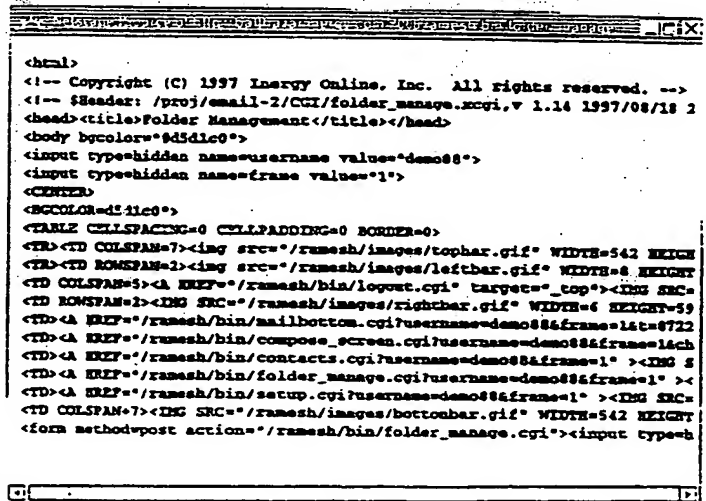 <html>
<!-- Copyright (C) 1997 Inergy Online, Inc.  All rights reserved. -->
<!-- $Header: /proj/email-2/CGI/folder_manage.xcgi,v 1.14 1997/08/18 2
<head><title>Folder Management</title></head>
<body bgcolor="#d5d1c0">
<input type=hidden name=username value="demo88">
<input type=hidden name=frame value="1">
<CENTER>
<BGCOLOR=d5d1c0">
<TABLE CELLSPACING=0 CELLPADDING=0 BORDER=0>
<TR><TD COLSPAN=7><img src="/ramesh/images/topbar.gif" WIDTH=542 HEIGH
<TR><TD ROWSPAN=2><img src="/ramesh/images/leftbar.gif" WIDTH=8 HEIGHT
<TD COLSPAN=5><A HREF="/ramesh/bin/logout.cgi" target="_top"><IMG SRC=
<TD ROWSPAN=2><IMG SRC="/ramesh/images/rightbar.gif" WIDTH=6 HEIGHT=59
<TD><A HREF="/ramesh/bin/mailbottom.cgi?username=demo88&frame=1&t=8722
<TD><A HREF="/ramesh/bin/compose_screen.cgi?username=demo88&frame=1&ch
<TD><A HREF="/ramesh/bin/contacts.cgi?username=demo88&frame=1" ><IMG S
<TD><A HREF="/ramesh/bin/folder_manage.cgi?username=demo88&frame=1" ><
<TD><A HREF="/ramesh/bin/setup.cgi?username=demo88&frame=1" ><IMG SRC=
<TD COLSPAN=7><IMG SRC="/ramesh/images/bottonbar.gif" WIDTH=542 HEIGHT
<form method=post action="/ramesh/bin/folder_manage.cgi"><input type=h